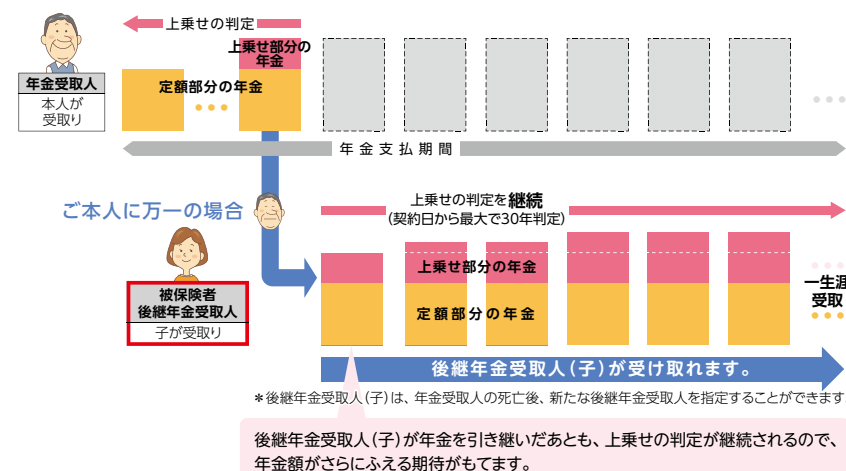 上乗せの判定
上乗せ部分の
年金
年金受取人
本人が
受取り
定額部分の年金
年金支払期間
ご本人に万一の場合
上乗せの判定を継続
(契約日から最大で30年判定)
被保険者
後継年金受取人
子が受取り
上乗せ部分の年金
定額部分の年金
一生涯
受取
後継年金受取人(子)が受け取れます。
＊後継年金受取人(子)は、年金受取人の死亡後、新たな後継年金受取人を指定することができます
後継年金受取人(子)が年金を引き継いだあとも、上乗せの判定が継続されるので、
年金額がさらにふえる期待がもてます。